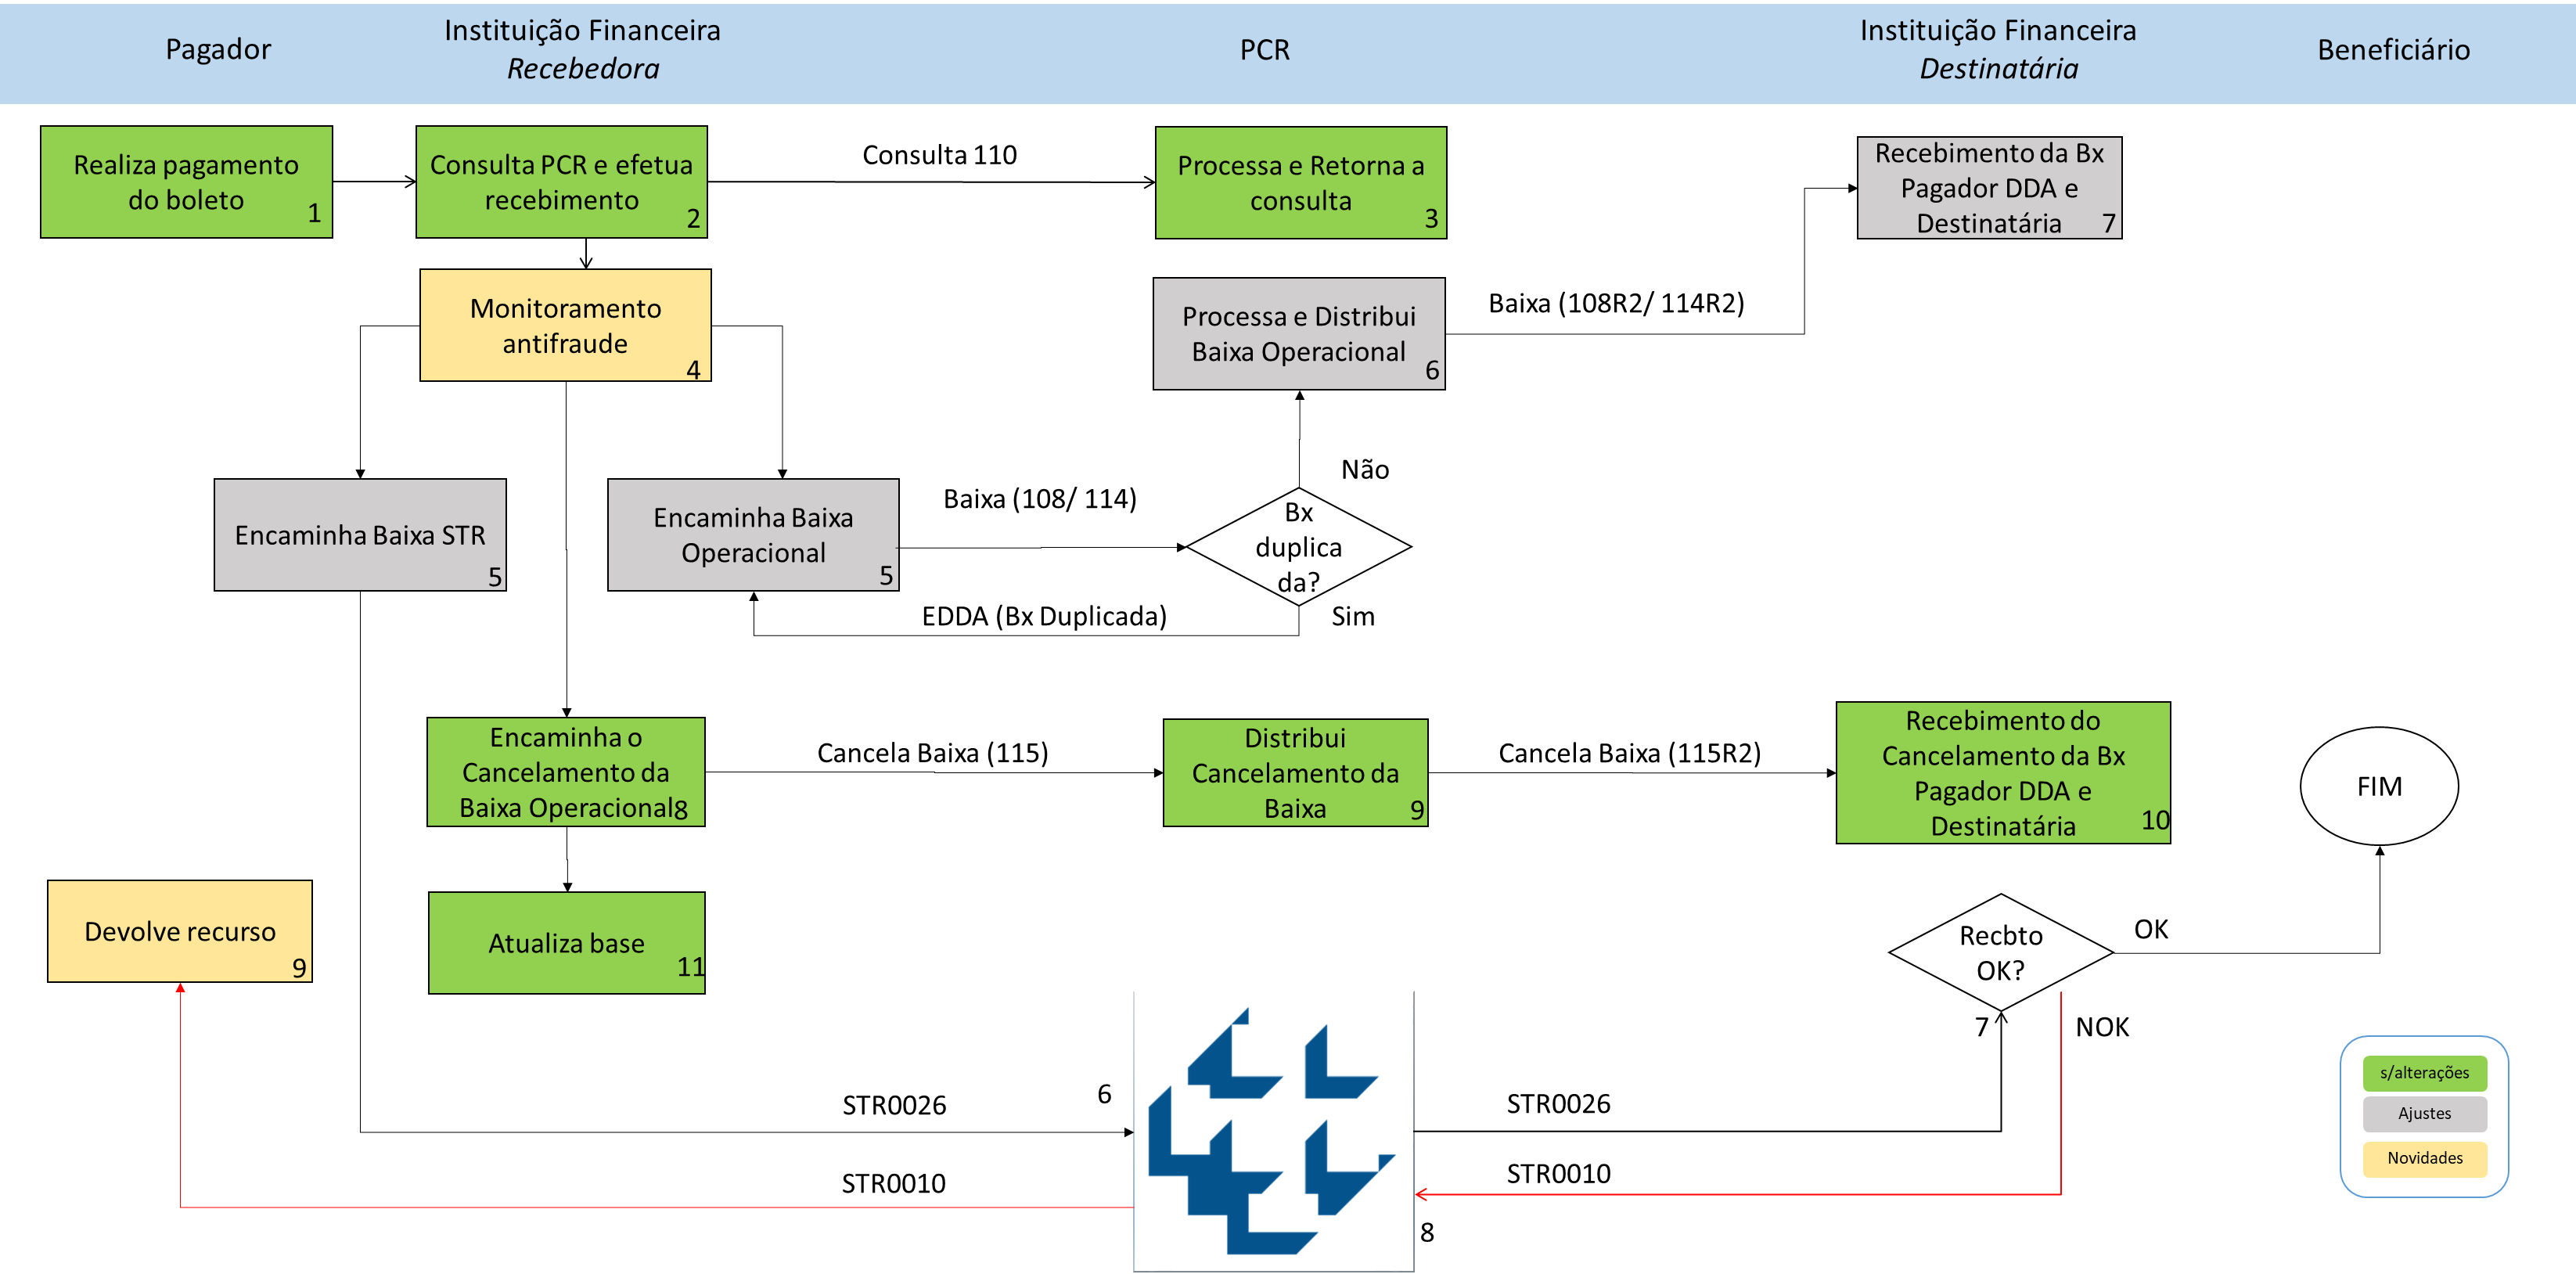 Pagador
Instituição Financeira
Recebedora
PCR
Instituição Financeira
Destinatária
Beneficiário
Realiza pagamento
do boleto
1
Consulta PCR e efetua
recebimento
2
Consulta 110
Processa e Retorna a
consulta
3
Recebimento da Bx
Pagador DDA e
Destinatária
7
Monitoramento
antifraude
4
Processa e Distribui
Baixa Operacional
6
Baixa (108R2/ 114R2)
Encaminha Baixa STR
5
Encaminha Baixa
Operacional
5
Baixa (108/ 114)
Não
Bx
duplica
da?
EDDA (Bx Duplicada)
Sim
Encaminha o
Cancelamento da
Baixa Operacional
8
Cancela Baixa (115)
Distribui
Cancelamento da
Baixa
9
Cancela Baixa (115R2)
Recebimento do
Cancelamento da Bx
Pagador DDA e
Destinatária
10
FIM
Devolve recurso
9
Atualiza base
11
Recbto
OK?
OK
7
NOK
STR0026
6
STR0026
STR0010
STR0010
8
s/alterações
Ajustes
Novidades